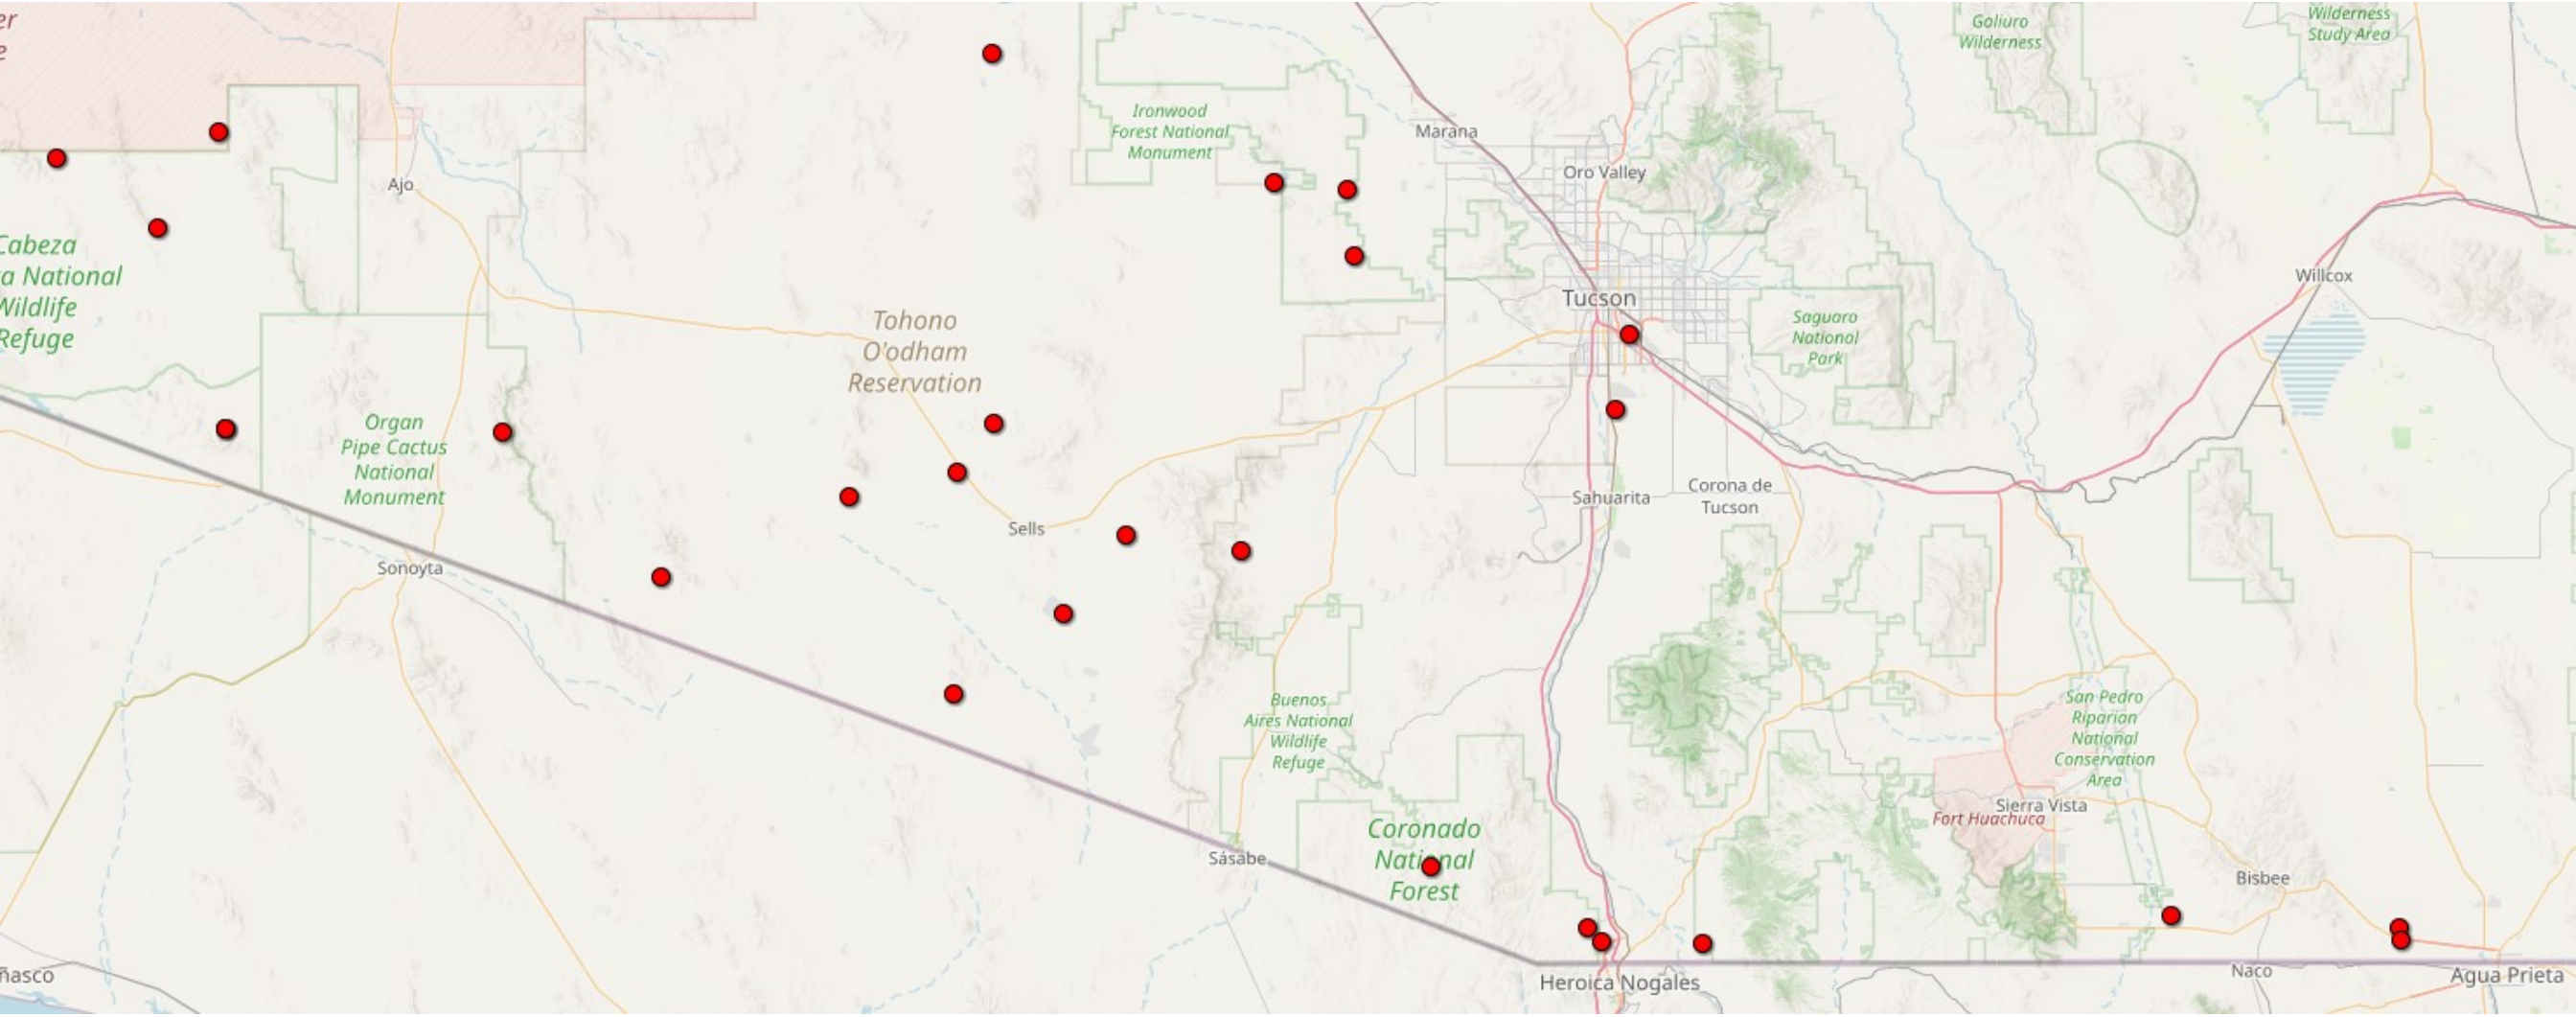 er
e
Galiuro
Wilderness
Wilderness
Study Area
Ironwood
Forest National
Monument
Marana
Oro Valley
Ajo
Cabeza
a National
Wildlife
Refuge
Tucson
Willcox
Tohono
O'odham
Reservation
Saguaro
National
Park
Organ
Pipe Cactus
National
Monument
Sells
Sahuarita
Corona de
Tucson
Sonoyta
Buenos
Aires National
Wildlife
Refuge
San Pedro
Riparian
National
Conservation
Area
Sierra Vista
Fort Huachuca
Coronado
National
Forest
Sásabe
Bisbee
ñasco
Heroica Nogales
Naco
Agua Prieta